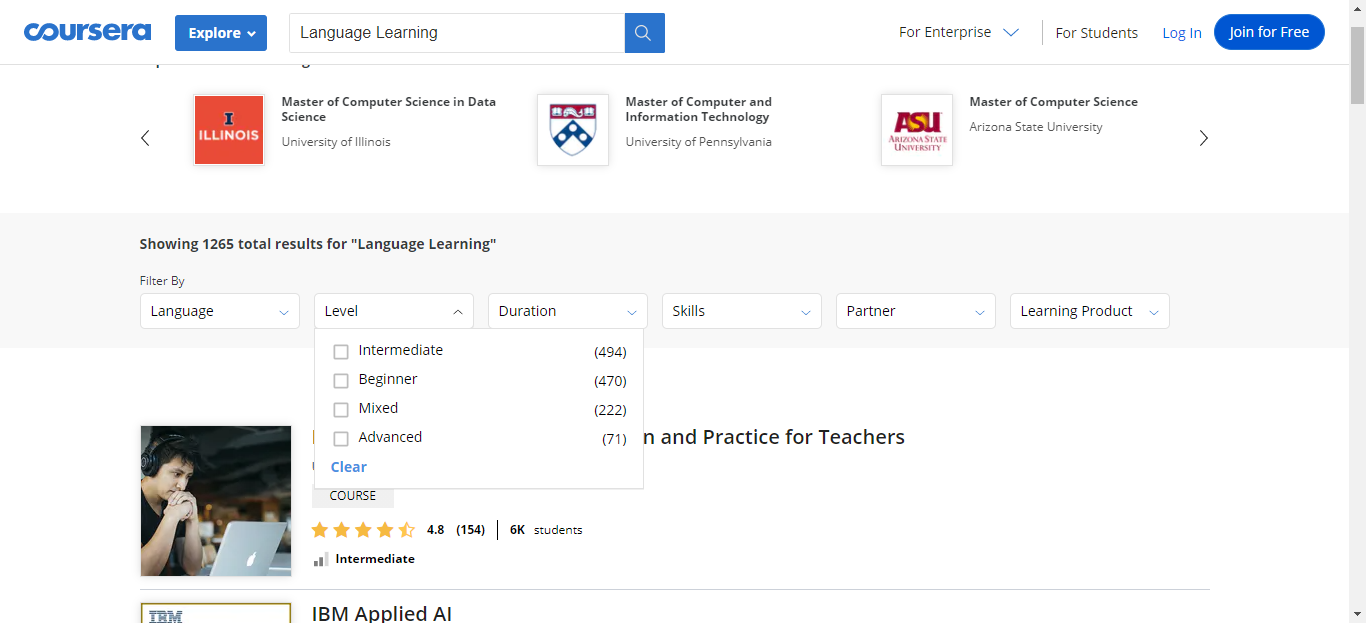 coursera
Explore
Language Learning
For Enterprise
For Students
Log In
Join for Free
ILLINOIS
Master of Computer Science in Data
Science
University of Illinois
Master of Computer and
Information Technology
University of Pennsylvania
ASU
ARIZONA STATE
UNIVERSITY
Master of Computer Science
Arizona State University
Showing 1265 total results for "Language Learning"
Filter By
Language
Level
Duration
Skills
Partner
Learning Product
Intermediate (494)
Beginner (470)
Mixed (222)
Advanced (71)
Clear
and Practice for Teachers
COURSE
4.8 (154) 6K students
Intermediate
IBM
IBM Applied AI